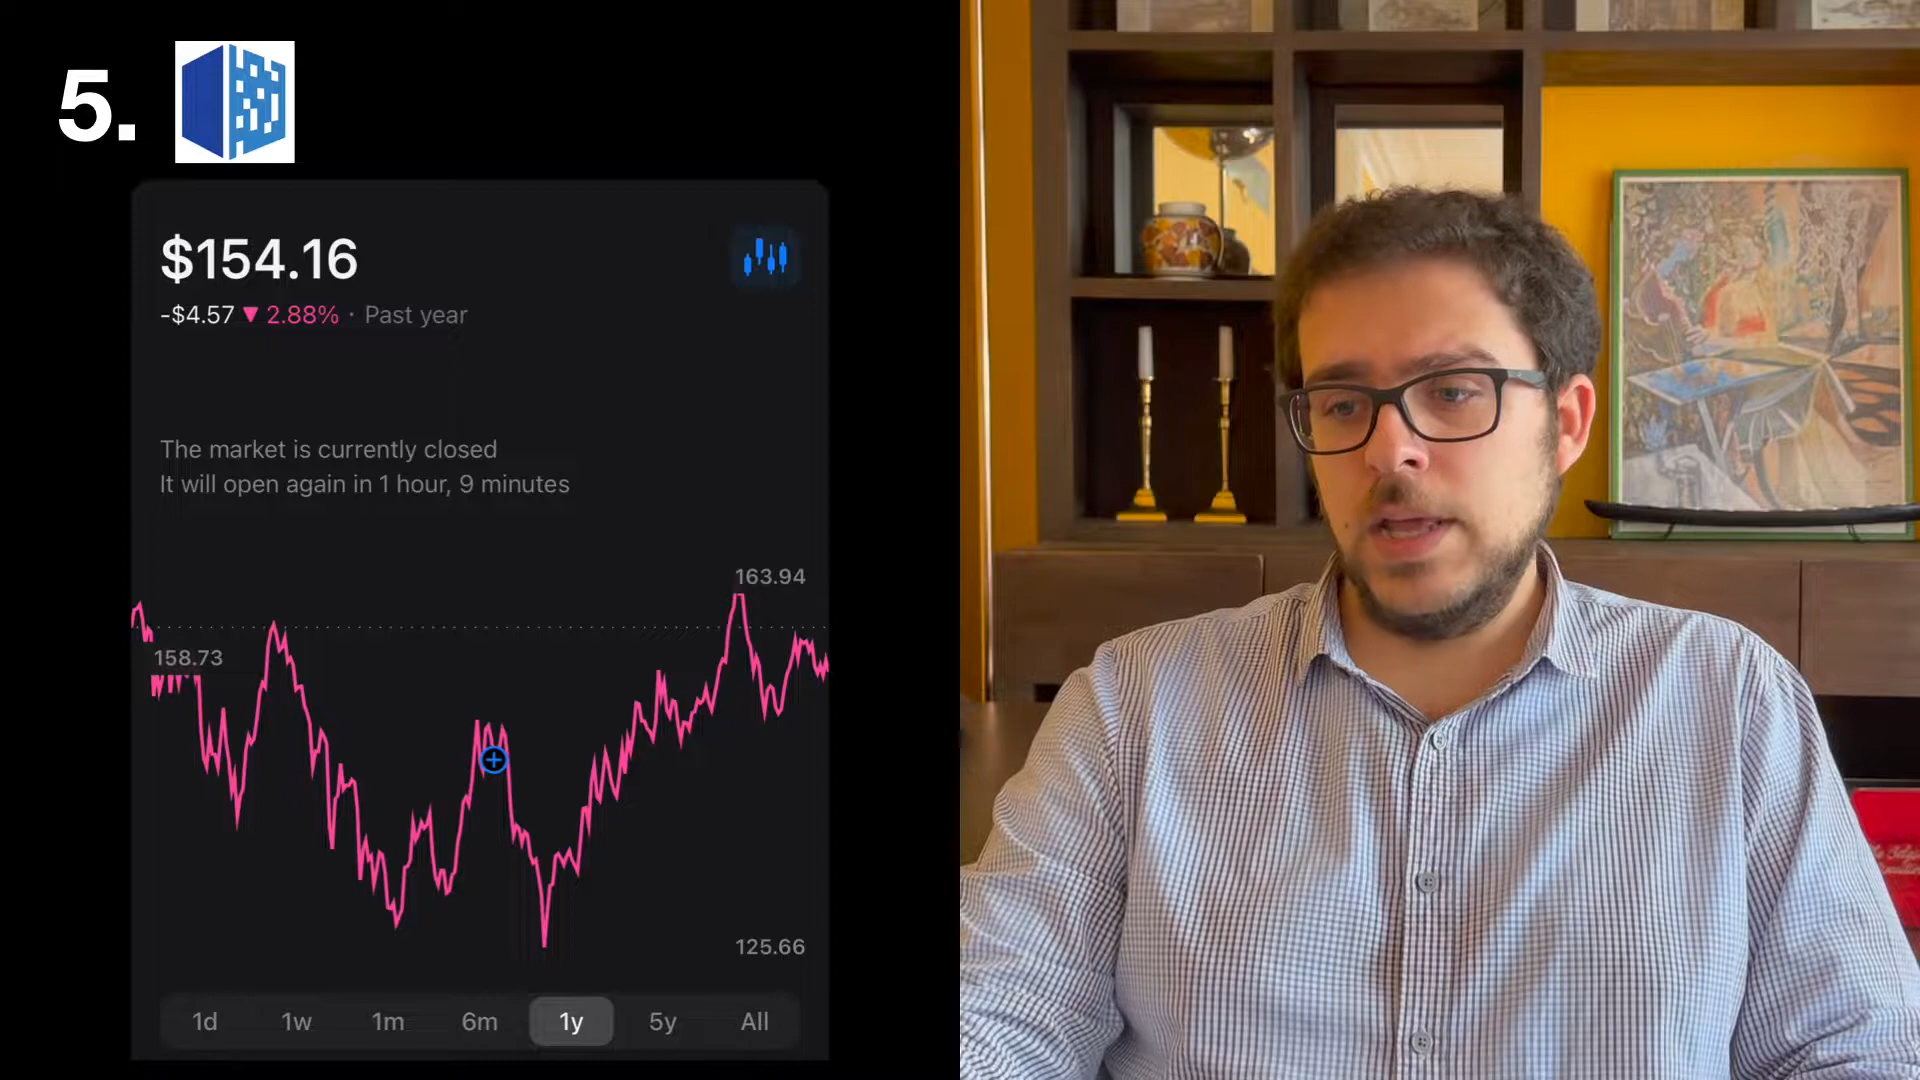 5.
$154.16
-$4.57 ▼ 2.88% · Past year
The market is currently closed
It will open again in 1 hour, 9 minutes
163.94
158.73
125.66
1d 1w 1m 6m 1y 5y All